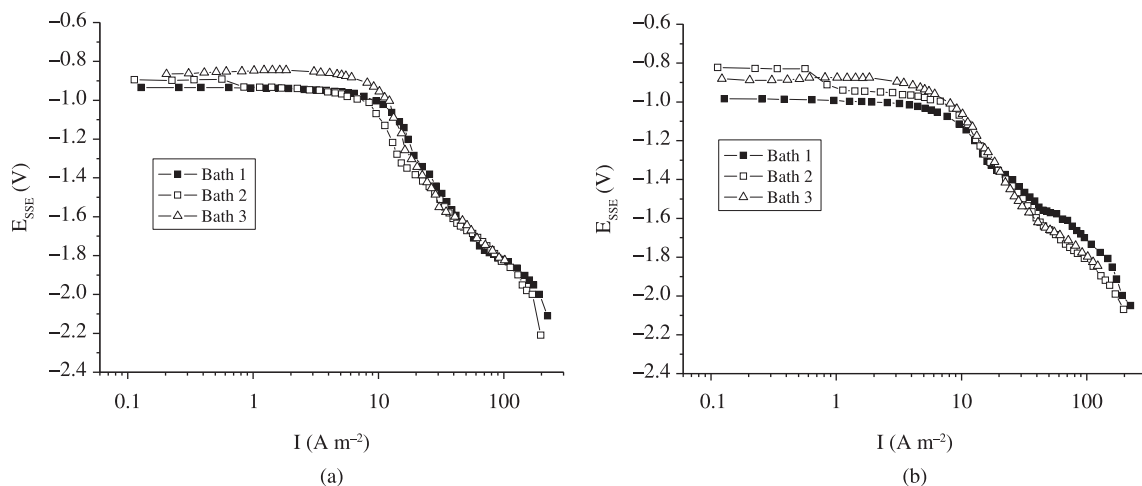 −0.6
−0.8
−1.0
−1.2
−1.4
−1.6
−1.8
−2.0
−2.2
−2.4
E_SSE (V)
Bath 1
Bath 2
Bath 3
0.1 1 10 100
I (A m⁻²)
(a)
−0.6
−0.8
−1.0
−1.2
−1.4
−1.6
−1.8
−2.0
−2.2
−2.4
E_SSE (V)
Bath 1
Bath 2
Bath 3
0.1 1 10 100
I (A m⁻²)
(b)